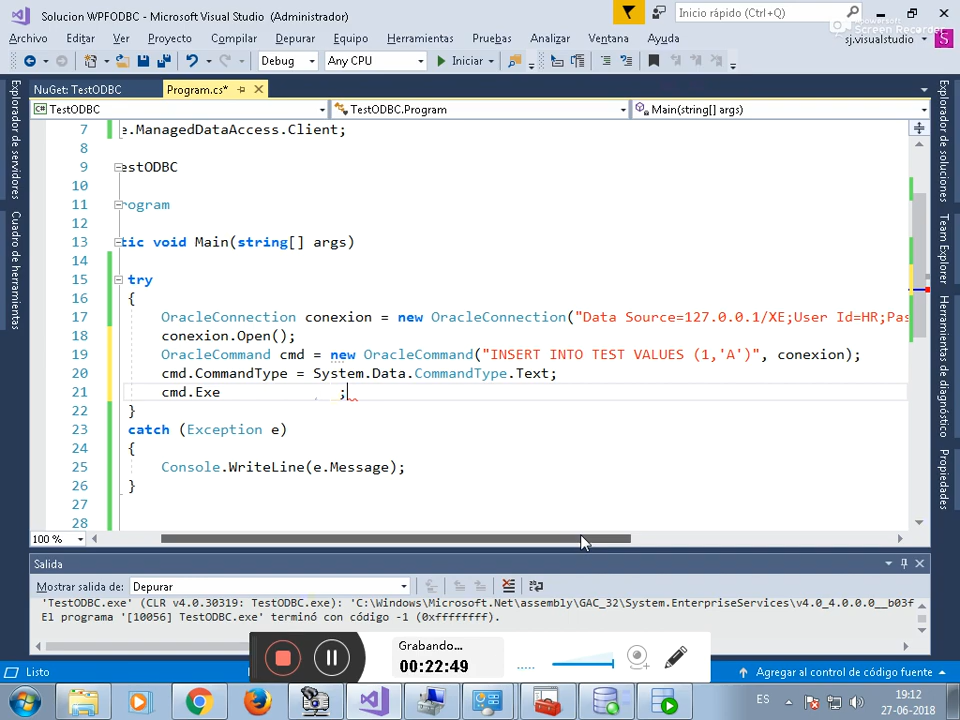 Solucion WPFODBC - Microsoft Visual Studio (Administrador)
Inicio rápido (Ctrl+Q)
Screen Recorder
Archivo Editar Ver Proyecto Compilar Depurar Equipo Herramientas Pruebas Analizar Ventana Ayuda sj.visualstudio S
Debug Any CPU Iniciar
NuGet: TestODBC Program.cs*
TestODBC TestODBC.Program Main(string[] args)
7 e.ManagedDataAccess.Client;
8
9 estODBC
10
11 rogram
12
13 tic void Main(string[] args)
14
15 try
16 {
17 OracleConnection conexion = new OracleConnection("Data Source=127.0.0.1/XE;User Id=HR;Pas
18 conexion.Open();
19 OracleCommand cmd = new OracleCommand("INSERT INTO TEST VALUES (1,'A')", conexion);
20 cmd.CommandType = System.Data.CommandType.Text;
21 cmd.Exe ;
22 }
23 catch (Exception e)
24 {
25 Console.WriteLine(e.Message);
26 }
27
28
100 %
Explorador de servidores
Cuadro de herramientas
Explorador de soluciones
Team Explorer
Herramientas de diagnóstico
Propiedades
Salida
Mostrar salida de: Depurar
'TestODBC.exe' (CLR v4.0.30319: TestODBC.exe): 'C:\Windows\Microsoft.Net\assembly\GAC_32\System.EnterpriseServices\v4.0_4.0.0.0__b03f
El programa '[10056] TestODBC.exe' terminó con código -1 (0xffffffff).
Grabando...
00:22:49
Listo
Agregar al control de código fuente
ES
19:12
27-06-2018